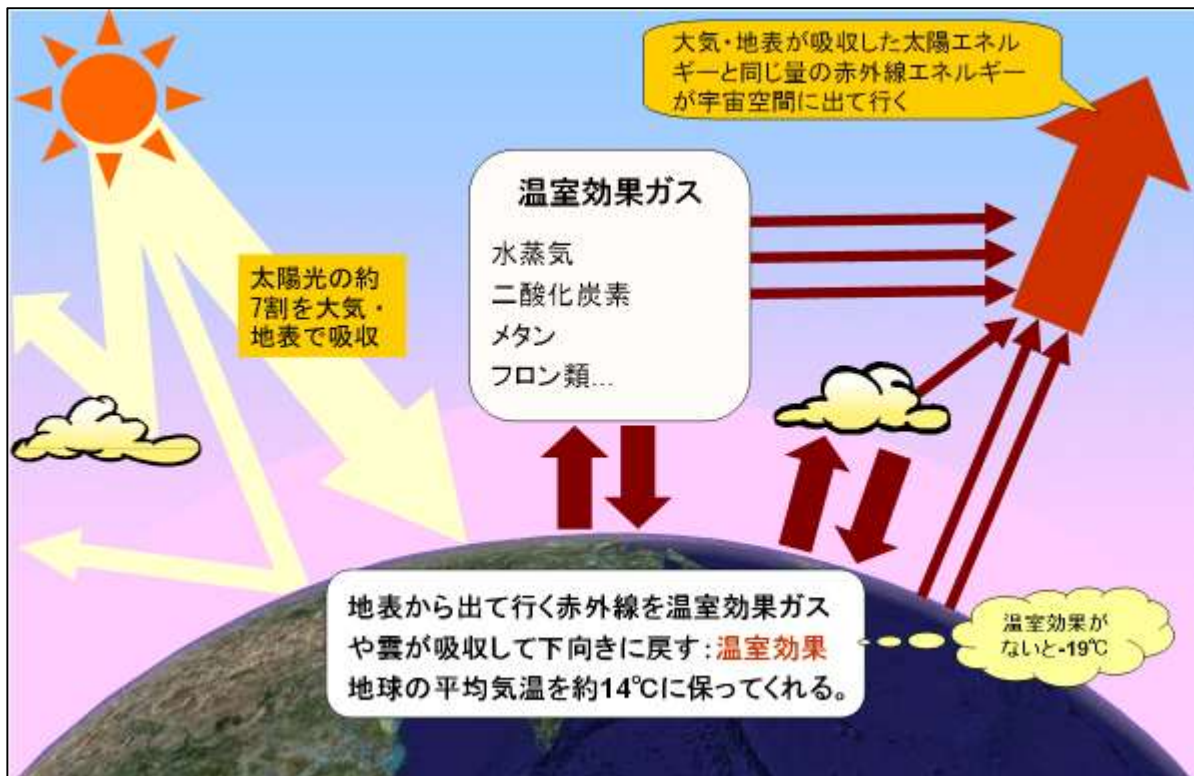 大気・地表が吸収した太陽エネル
ギーと同じ量の赤外線エネルギー
が宇宙空間に出て行く
温室効果ガス
水蒸気
二酸化炭素
メタン
フロン類...
太陽光の約
7割を大気・
地表で吸収
地表から出て行く赤外線を温室効果ガス
や雲が吸収して下向きに戻す：温室効果
地球の平均気温を約14℃に保ってくれる。
温室効果が
ないと-19℃